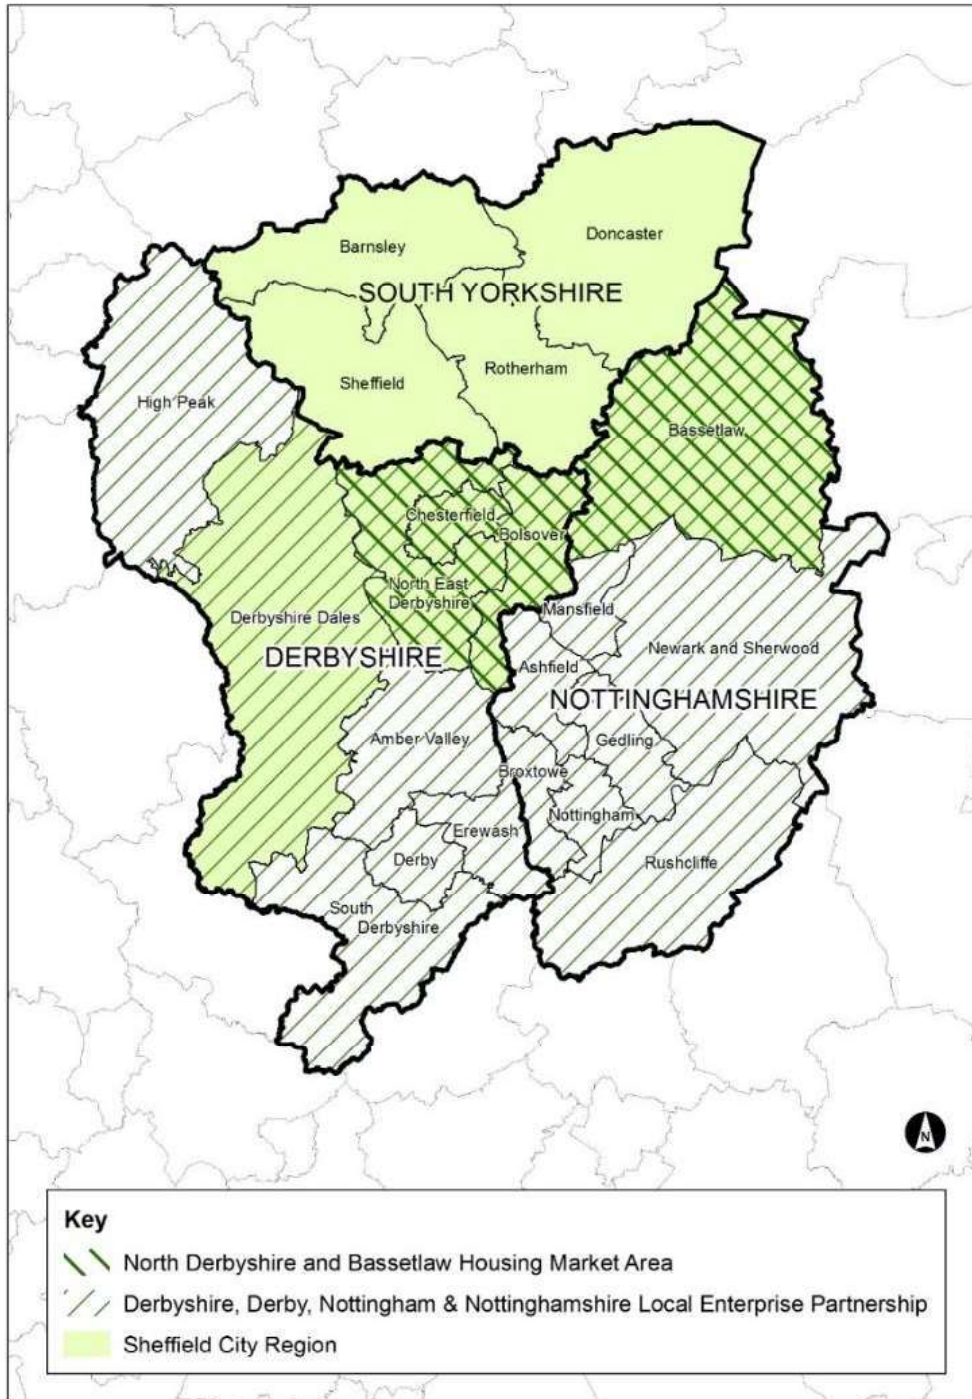 Barnsley
Doncaster
SOUTH YORKSHIRE
Sheffield
Rotherham
High Peak
Bassetlaw
Chesterfield
Bolsover
North East
Derbyshire
Derbyshire Dales
DERBYSHIRE
Mansfield
Ashfield
Newark and Sherwood
NOTTINGHAMSHIRE
Amber Valley
Gedling
Broxtowe
Nottingham
Erewash
Derby
Rushcliffe
South
Derbyshire
N
Key
North Derbyshire and Bassetlaw Housing Market Area
Derbyshire, Derby, Nottingham & Nottinghamshire Local Enterprise Partnership
Sheffield City Region